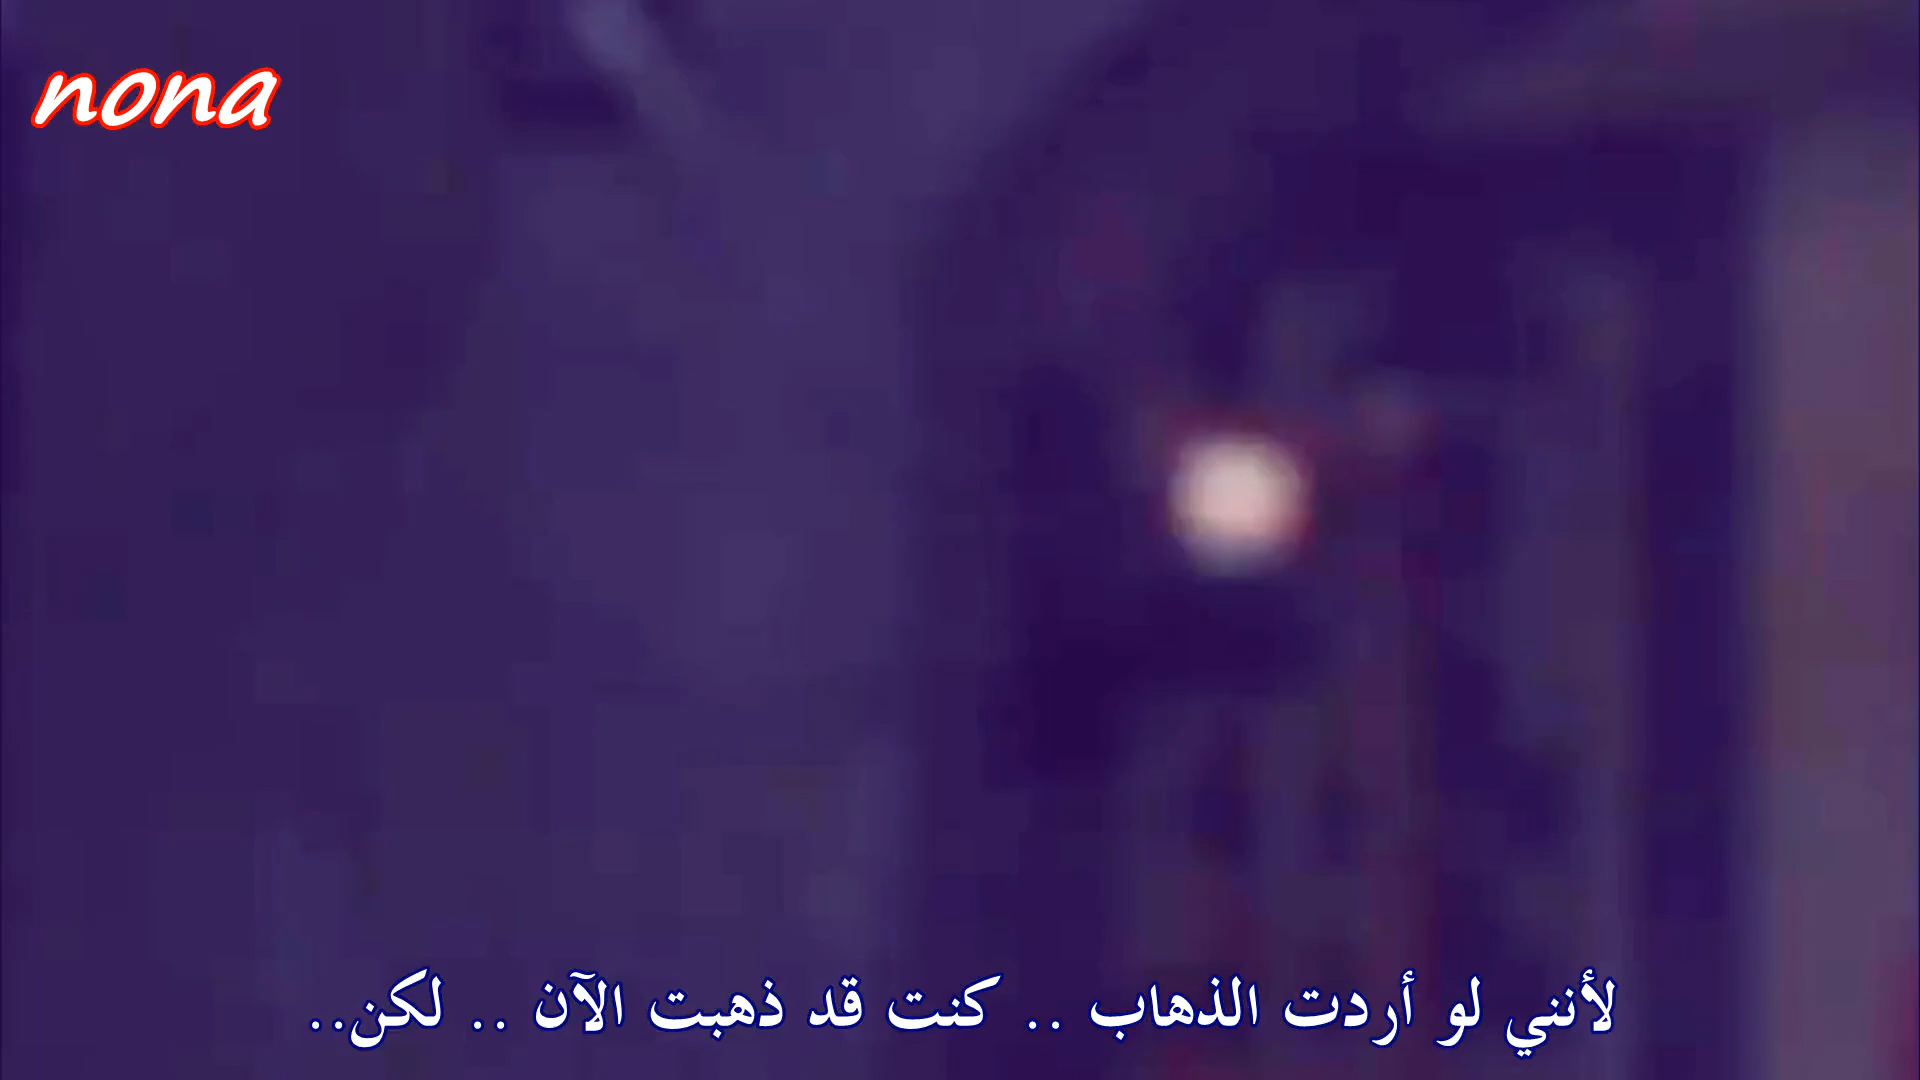 nona
لأنني لو أردت الذهاب .. كنت قد ذهبت الآن .. لكن..